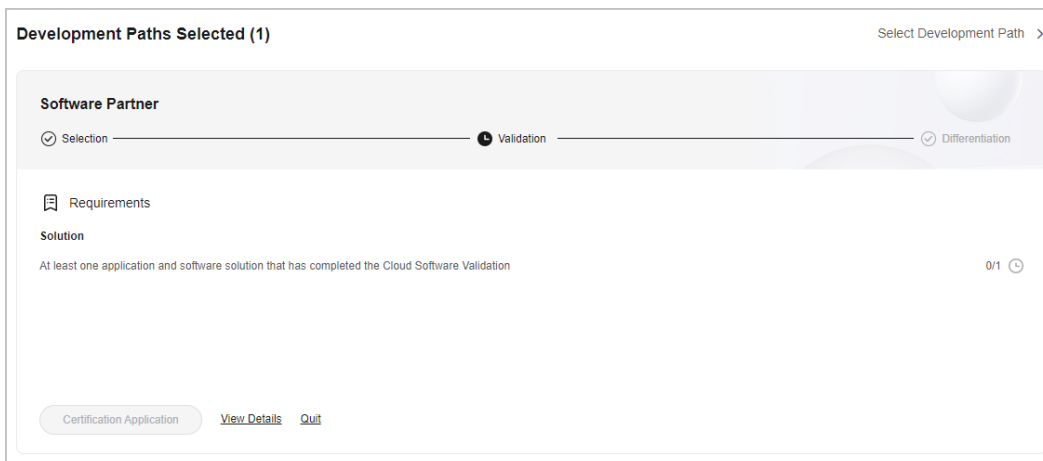 Development Paths Selected (1)
Select Development Path
Software Partner
Selection
Validation
Differentiation
Requirements
Solution
At least one application and software solution that has completed the Cloud Software Validation
0/1
Certification Application
View Details
Quit